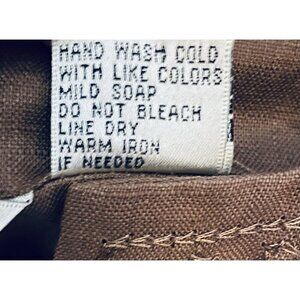 HAND WASH COLD
WITH LIKE COLORS
MILD SOAP
DO NOT BLEACH
LINE DRY
WARM IRON
IF NEEDED